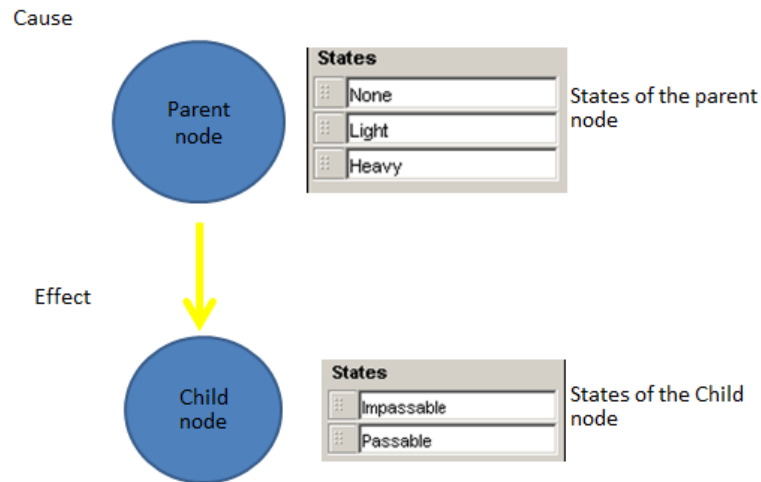 Cause
Parent
node
States
None
Light
Heavy
States of the parent
node
Effect
Child
node
States
Impassable
Passable
States of the Child
node